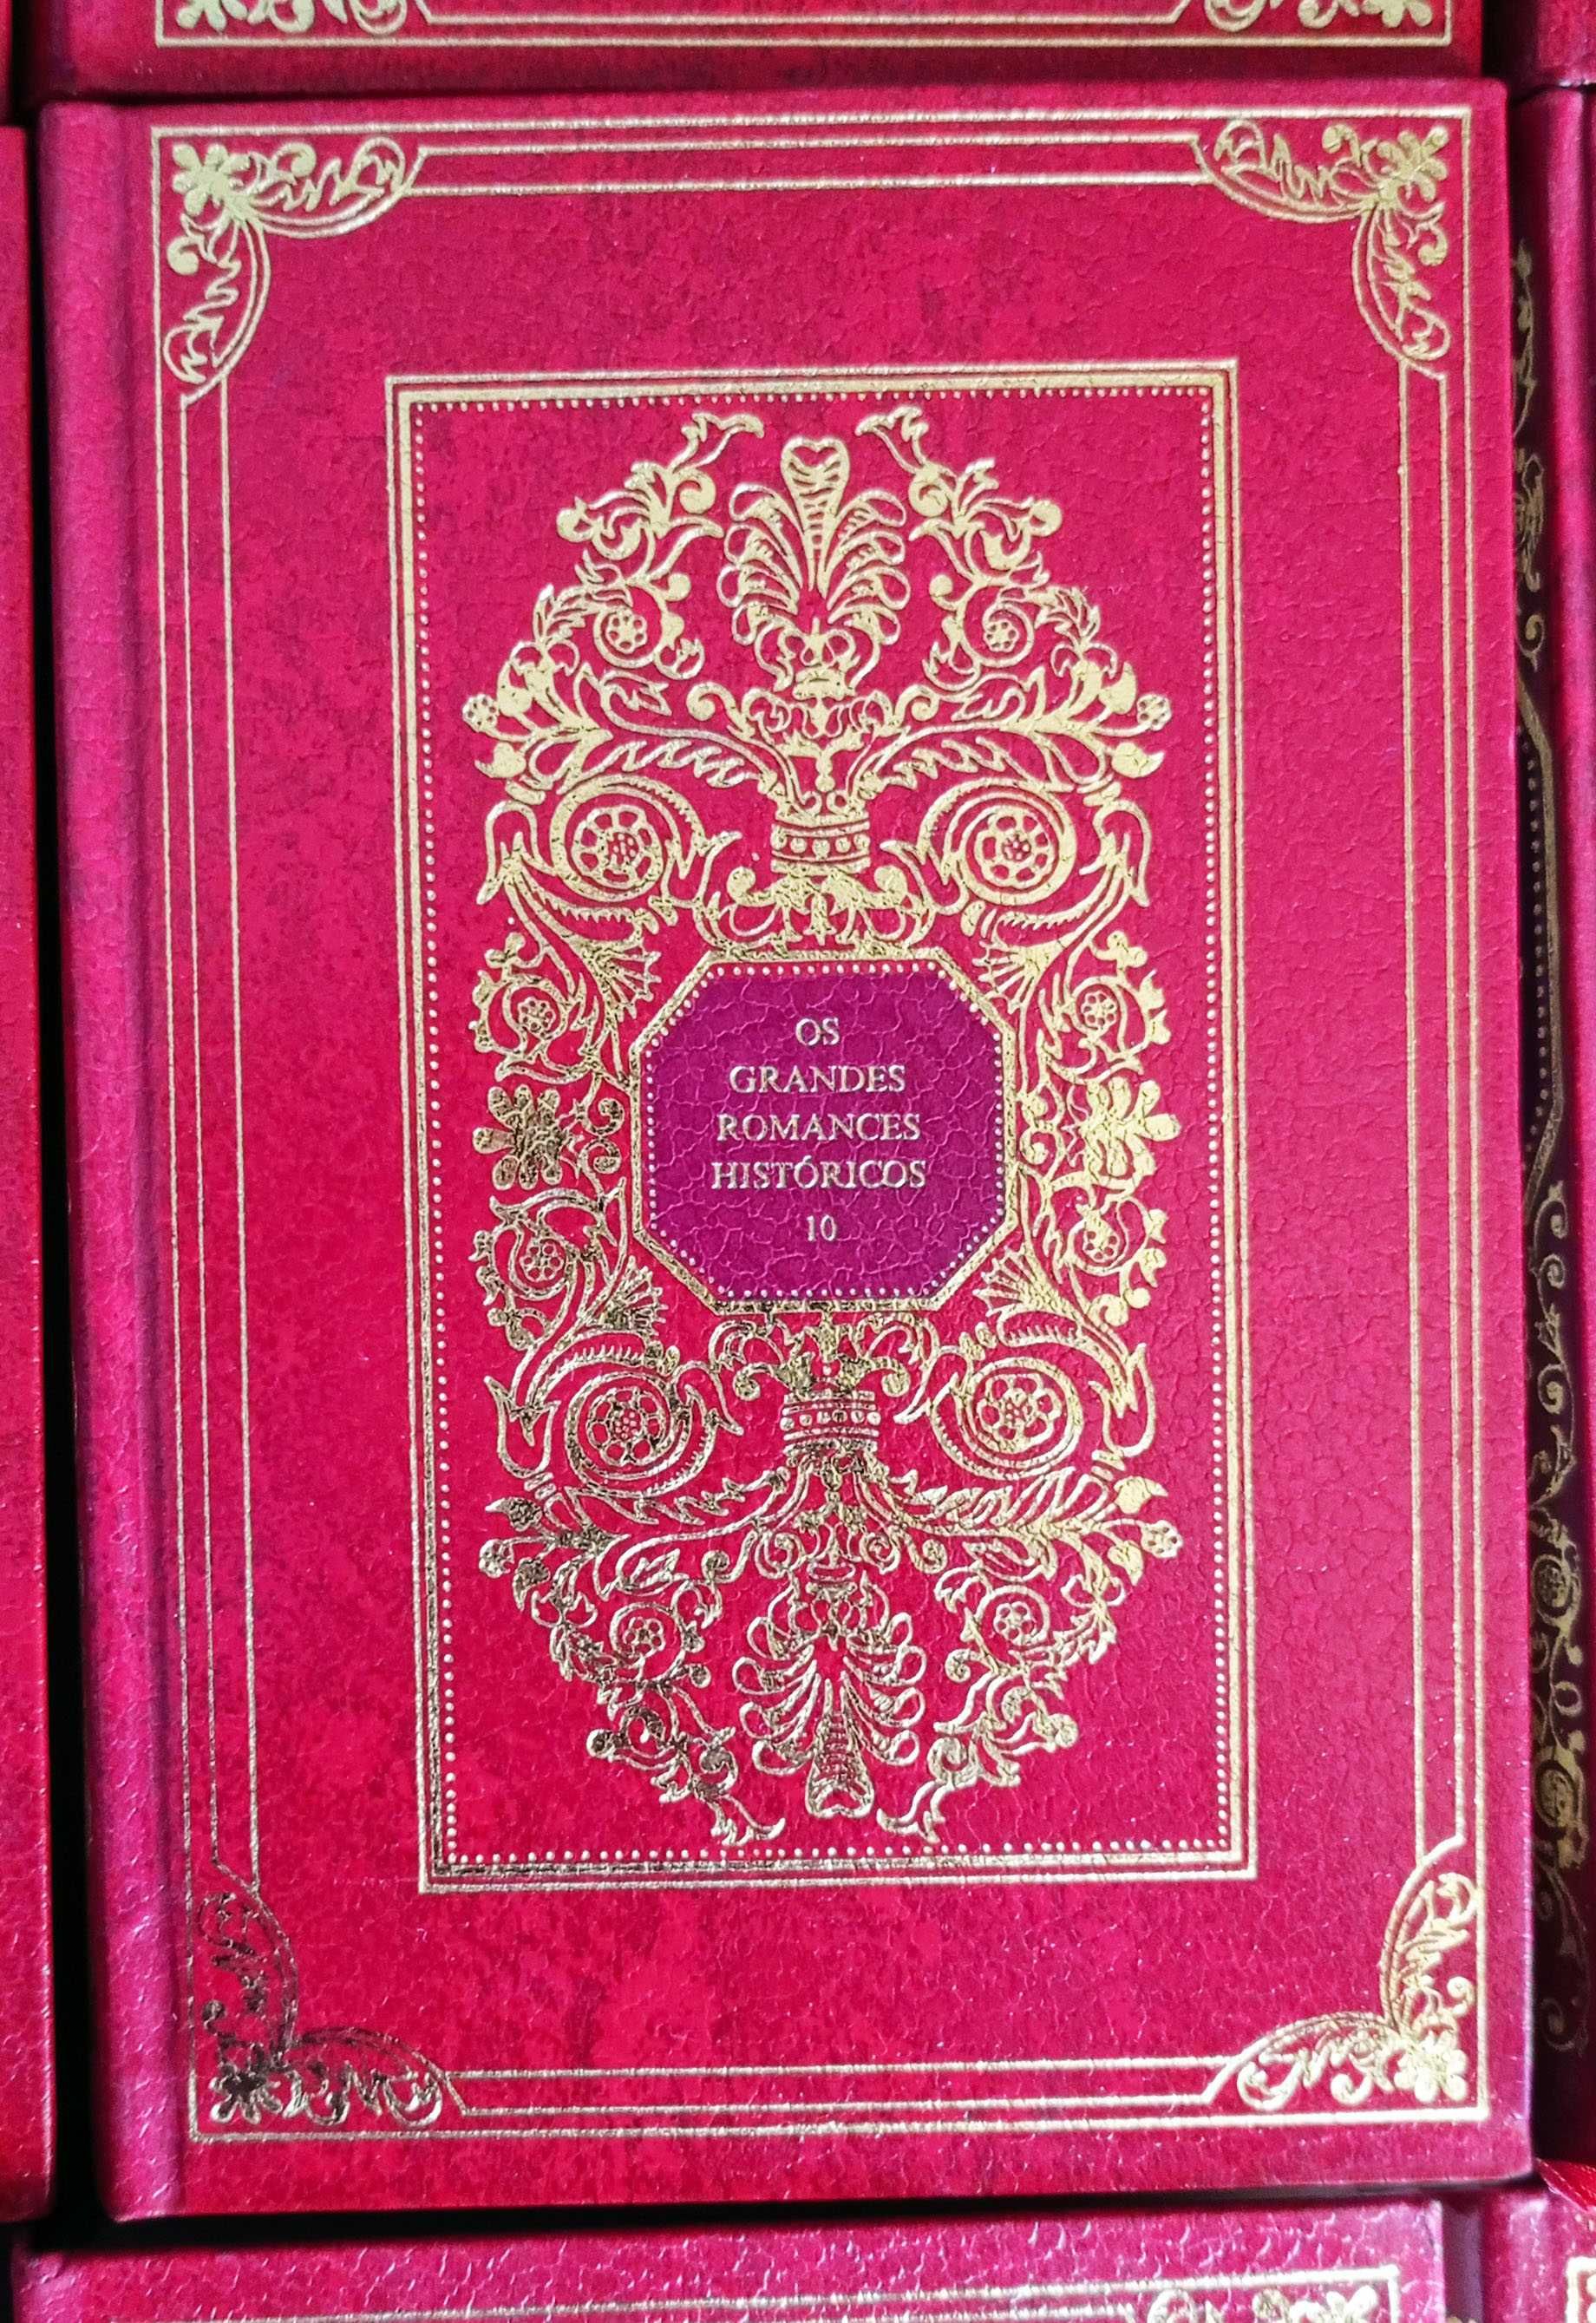 OS
GRANDES
ROMANCES
HISTÓRICOS
10